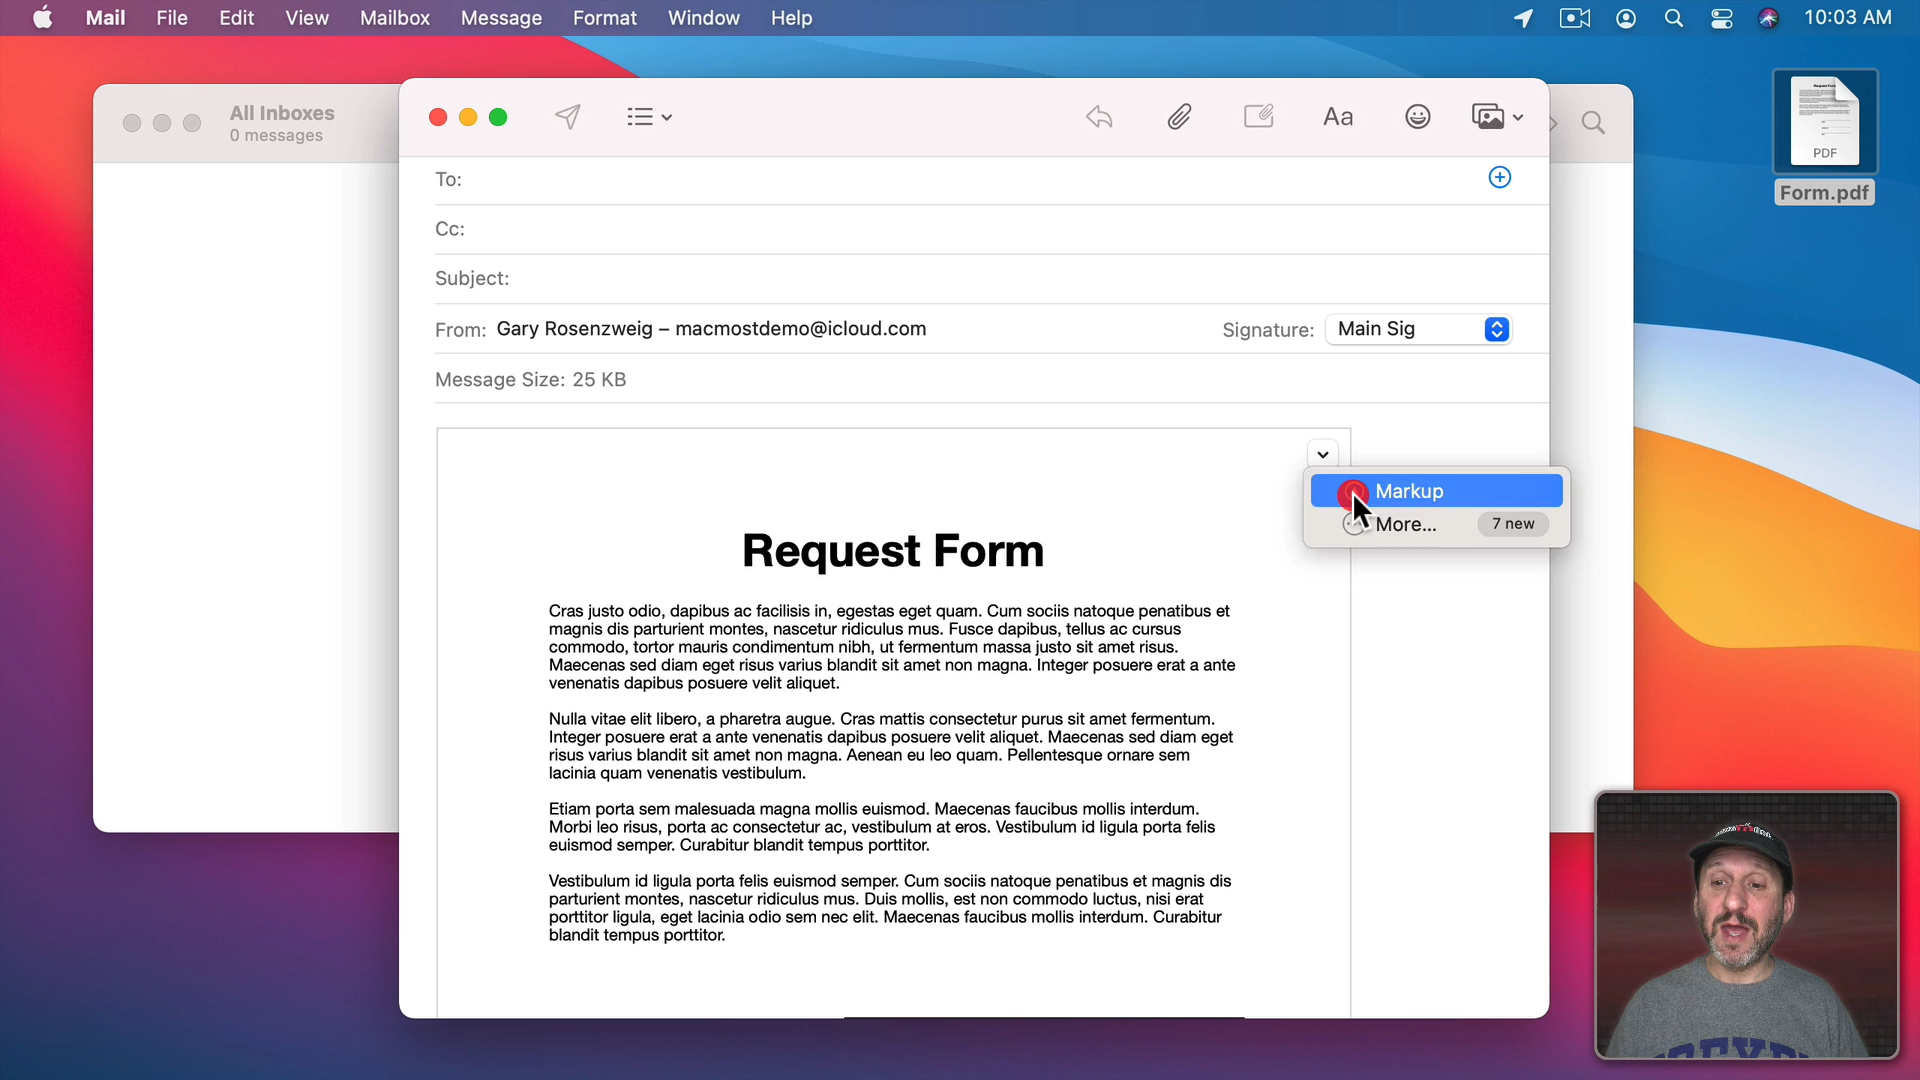 Mail File Edit View Mailbox Message Format Window Help 10:03 AM
All Inboxes
0 messages
Aa
PDF
Form.pdf
To:
Cc:
Subject:
From: Gary Rosenzweig – macmostdemo@icloud.com Signature: Main Sig
Message Size: 25 KB
Markup
More... 7 new
Request Form
Cras justo odio, dapibus ac facilisis in, egestas eget quam. Cum sociis natoque penatibus et
magnis dis parturient montes, nascetur ridiculus mus. Fusce dapibus, tellus ac cursus
commodo, tortor mauris condimentum nibh, ut fermentum massa justo sit amet risus.
Maecenas sed diam eget risus varius blandit sit amet non magna. Integer posuere erat a ante
venenatis dapibus posuere velit aliquet.
Nulla vitae elit libero, a pharetra augue. Cras mattis consectetur purus sit amet fermentum.
Integer posuere erat a ante venenatis dapibus posuere velit aliquet. Maecenas sed diam eget
risus varius blandit sit amet non magna. Aenean eu leo quam. Pellentesque ornare sem
lacinia quam venenatis vestibulum.
Etiam porta sem malesuada magna mollis euismod. Maecenas faucibus mollis interdum.
Morbi leo risus, porta ac consectetur ac, vestibulum at eros. Vestibulum id ligula porta felis
euismod semper. Curabitur blandit tempus porttitor.
Vestibulum id ligula porta felis euismod semper. Cum sociis natoque penatibus et magnis dis
parturient montes, nascetur ridiculus mus. Duis mollis, est non commodo luctus, nisi erat
porttitor ligula, eget lacinia odio sem nec elit. Maecenas faucibus mollis interdum. Curabitur
blandit tempus porttitor.